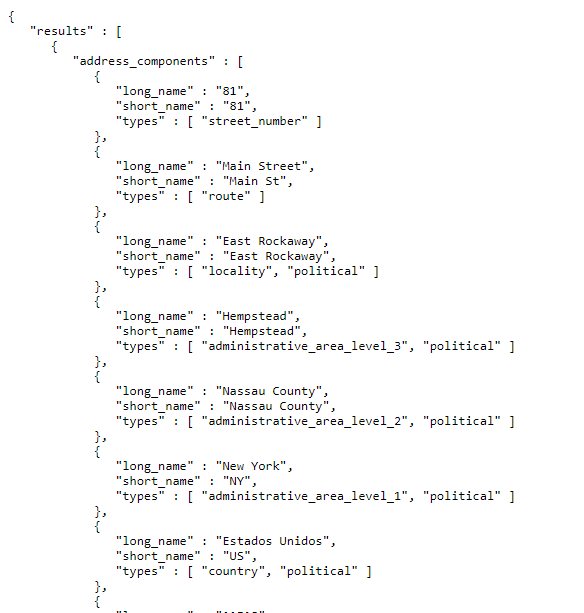 {
"results" : [
{
"address_components" : [
{
"long_name" : "81",
"short_name" : "81",
"types" : [ "street_number" ]
},
{
"long_name" : "Main Street",
"short_name" : "Main St",
"types" : [ "route" ]
},
{
"long_name" : "East Rockaway",
"short_name" : "East Rockaway",
"types" : [ "locality", "political" ]
},
{
"long_name" : "Hempstead",
"short_name" : "Hempstead",
"types" : [ "administrative_area_level_3", "political" ]
},
{
"long_name" : "Nassau County",
"short_name" : "Nassau County",
"types" : [ "administrative_area_level_2", "political" ]
},
{
"long_name" : "New York",
"short_name" : "NY",
"types" : [ "administrative_area_level_1", "political" ]
},
{
"long_name" : "Estados Unidos",
"short_name" : "US",
"types" : [ "country", "political" ]
},
{